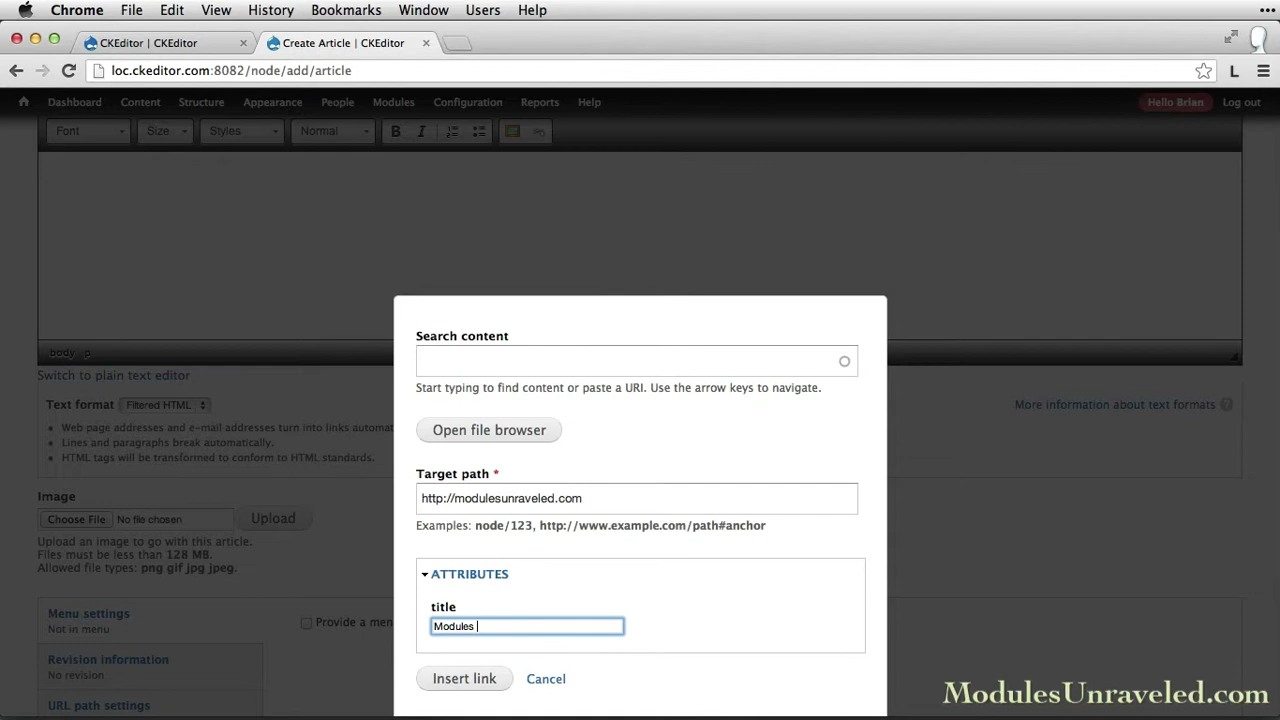 Chrome File Edit View History Bookmarks Window Users Help
CKEditor | CKEditor × Create Article | CKEditor ×
loc.ckeditor.com:8082/node/add/article L
Dashboard Content Structure Appearance People Modules Configuration Reports Help Hello Brian Log out
Font Size Styles Normal B I
body p
Switch to plain text editor
Text format Filtered HTML More information about text formats ?
Web page addresses and e-mail addresses turn into links automat
Lines and paragraphs break automatically.
HTML tags will be transformed to conform to HTML standards.
Image
Choose File No file chosen Upload
Upload an image to go with this article.
Files must be less than 128 MB.
Allowed file types: png gif jpg jpeg.
Menu settings
Not in menu
Provide a men
Revision information
No revision
URL path settings
Search content
Start typing to find content or paste a URI. Use the arrow keys to navigate.
Open file browser
Target path *
http://modulesunraveled.com
Examples: node/123, http://www.example.com/path#anchor
ATTRIBUTES
title
Modules
Insert link Cancel
ModulesUnraveled.com